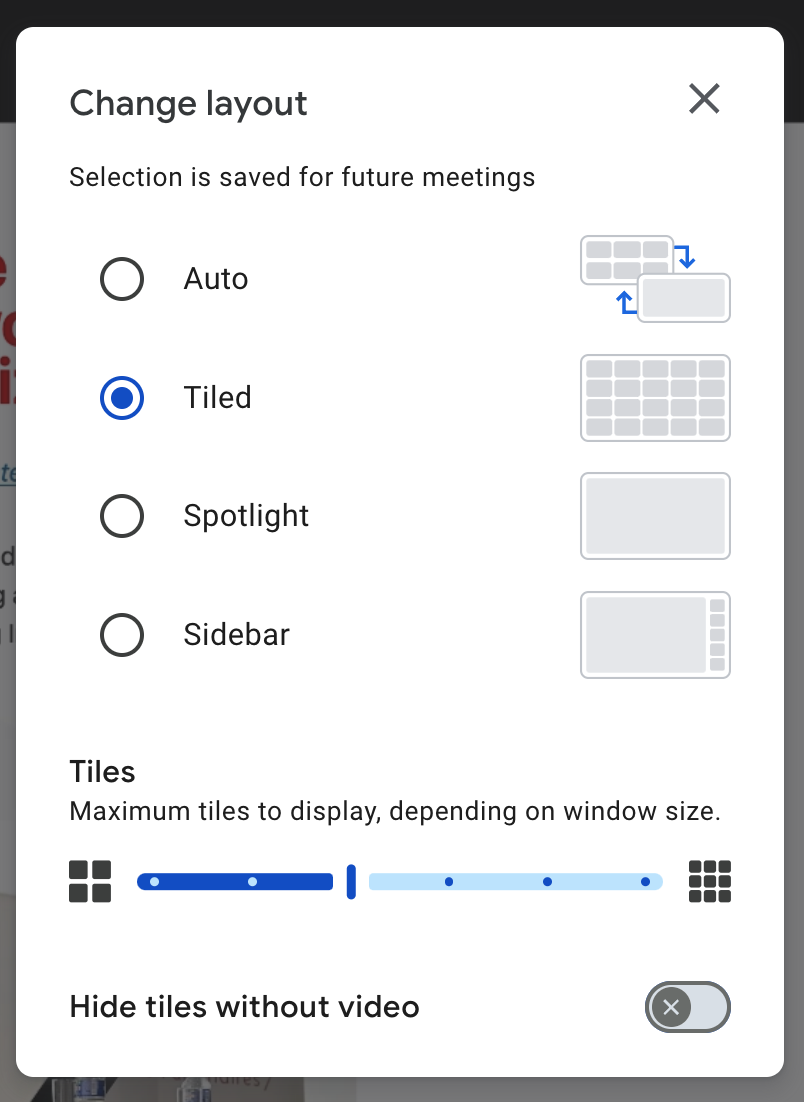 Change layout
Selection is saved for future meetings
Auto
Tiled
Spotlight
Sidebar
Tiles
Maximum tiles to display, depending on window size.
Hide tiles without video